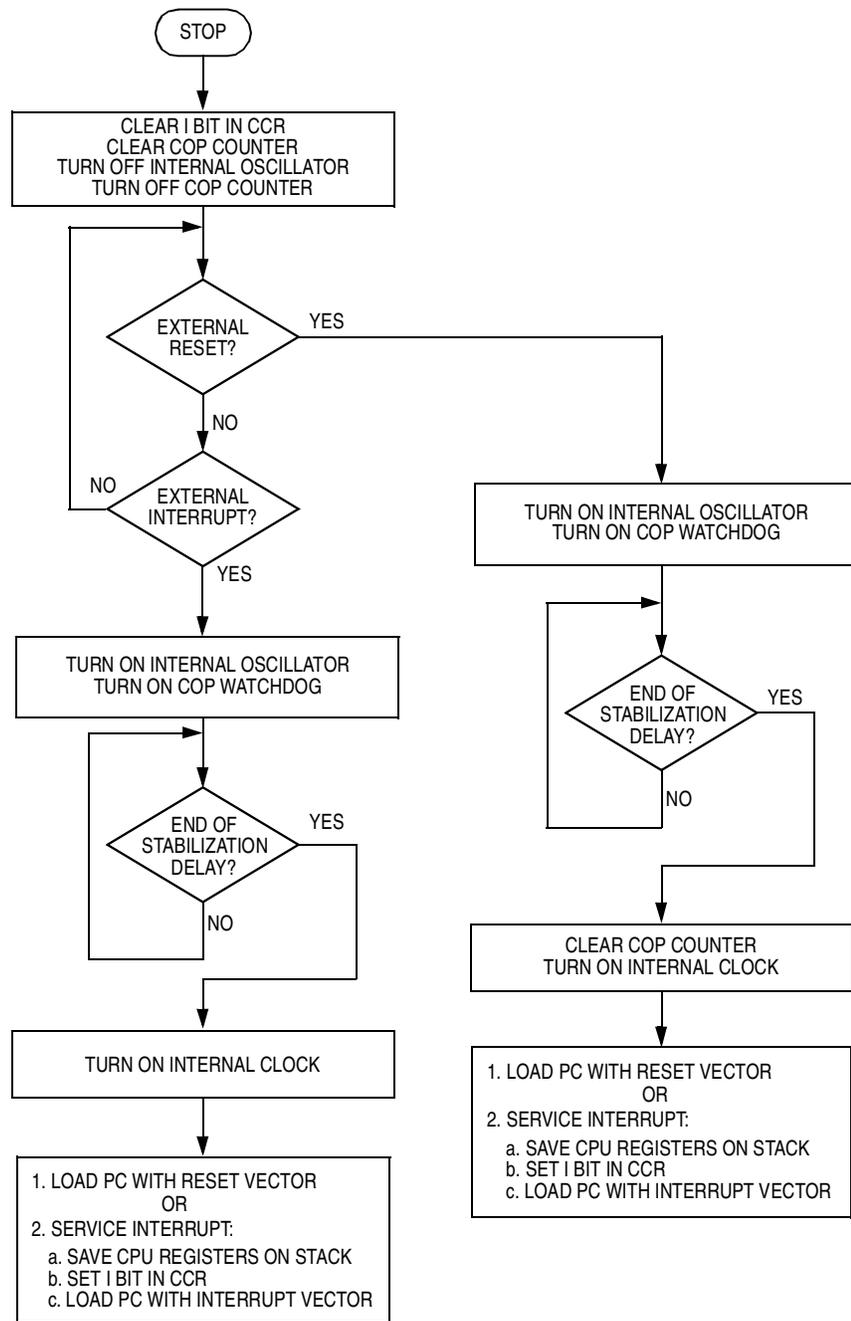 STOP
CLEAR I BIT IN CCR
CLEAR COP COUNTER
TURN OFF INTERNAL OSCILLATOR
TURN OFF COP COUNTER
EXTERNAL
RESET?
YES
NO
EXTERNAL
INTERRUPT?
NO
YES
TURN ON INTERNAL OSCILLATOR
TURN ON COP WATCHDOG
END OF
STABILIZATION
DELAY?
YES
NO
TURN ON INTERNAL CLOCK
1. LOAD PC WITH RESET VECTOR
OR
2. SERVICE INTERRUPT:
a. SAVE CPU REGISTERS ON STACK
b. SET I BIT IN CCR
c. LOAD PC WITH INTERRUPT VECTOR
TURN ON INTERNAL OSCILLATOR
TURN ON COP WATCHDOG
END OF
STABILIZATION
DELAY?
YES
NO
CLEAR COP COUNTER
TURN ON INTERNAL CLOCK
1. LOAD PC WITH RESET VECTOR
OR
2. SERVICE INTERRUPT:
a. SAVE CPU REGISTERS ON STACK
b. SET I BIT IN CCR
c. LOAD PC WITH INTERRUPT VECTOR